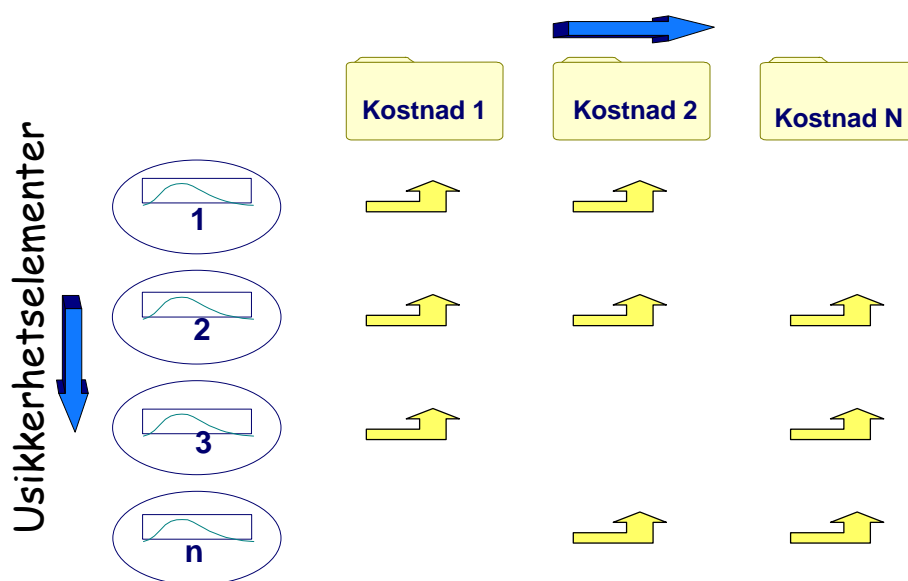 Kostnad 1
Kostnad 2
Kostnad N
Usikkerhetselementer
1
2
3
n